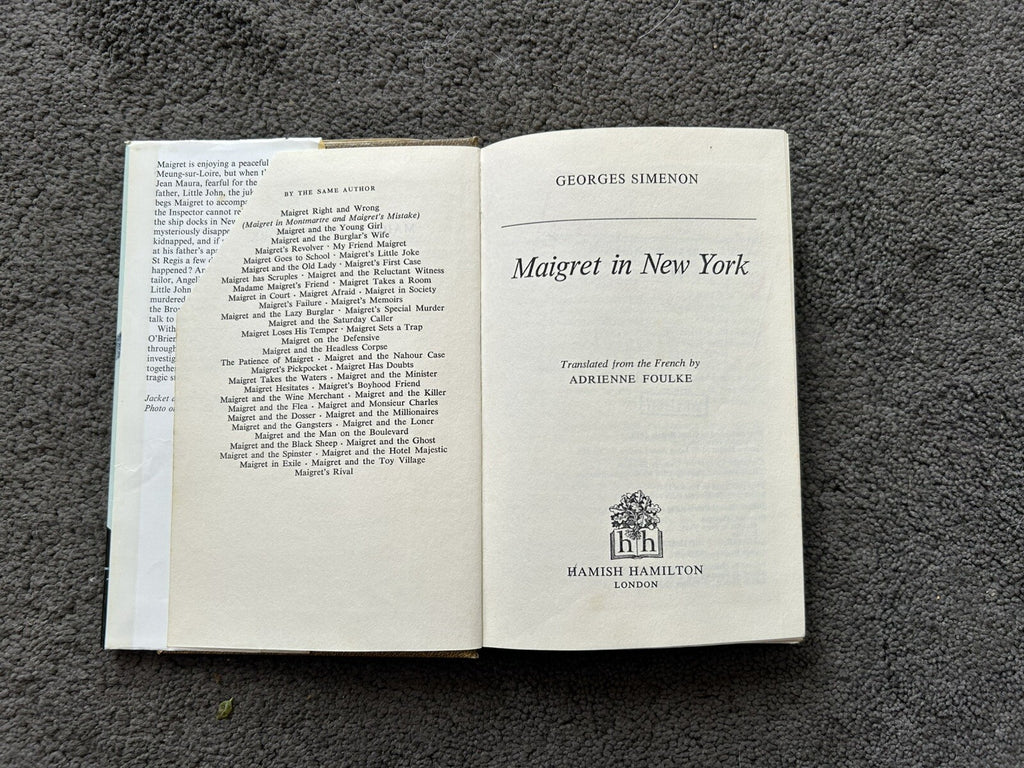 Maigret is enjoying a peaceful
Meung-sur-Loire, but when
Jean Maura, fearful for the
father, Little John, the
begs Maigret to
the Inspector cannot
the ship docks in New
mysteriously
kidnapped, and if
at his father's
St Regis a few
happened?
tailor,
Little John
murdered
the
talk to
With
O'Brien
through
together
tragic
Jacket
Photo
BY THE SAME AUTHOR
Maigret Right and Wrong
(Maigret in Montmartre and Maigret's Mistake)
Maigret and the Young Girl
Maigret and the Burglar's Wife
Maigret's Revolver · My Friend Maigret
Maigret Goes to School · Maigret's Little Joke
Maigret and the Old Lady · Maigret's First Case
Maigret has Scruples · Maigret and the Reluctant Witness
Madame Maigret's Friend · Maigret Takes a Room
Maigret in Court · Maigret Afraid · Maigret in Society
Maigret's Failure · Maigret's Memoirs
Maigret and the Lazy Burglar · Maigret's Special Murder
Maigret and the Saturday Caller
Maigret Loses His Temper · Maigret Sets a Trap
Maigret on the Defensive
Maigret and the Headless Corpse
The Patience of Maigret · Maigret and the Nahour Case
Maigret's Pickpocket · Maigret Has Doubts
Maigret Takes the Waters · Maigret and the Minister
Maigret Hesitates · Maigret's Boyhood Friend
Maigret and the Wine Merchant · Maigret and the Killer
Maigret and the Flea · Maigret and Monsieur Charles
Maigret and the Dosser · Maigret and the Millionaires
Maigret and the Gangsters · Maigret and the Loner
Maigret and the Man on the Boulevard
Maigret and the Black Sheep · Maigret and the Ghost
Maigret and the Spinster · Maigret and the Hotel Majestic
Maigret in Exile · Maigret and the Toy Village
Maigret's Rival
GEORGES SIMENON
Maigret in New York
Translated from the French by
ADRIENNE FOULKE
h h
HAMISH HAMILTON
LONDON